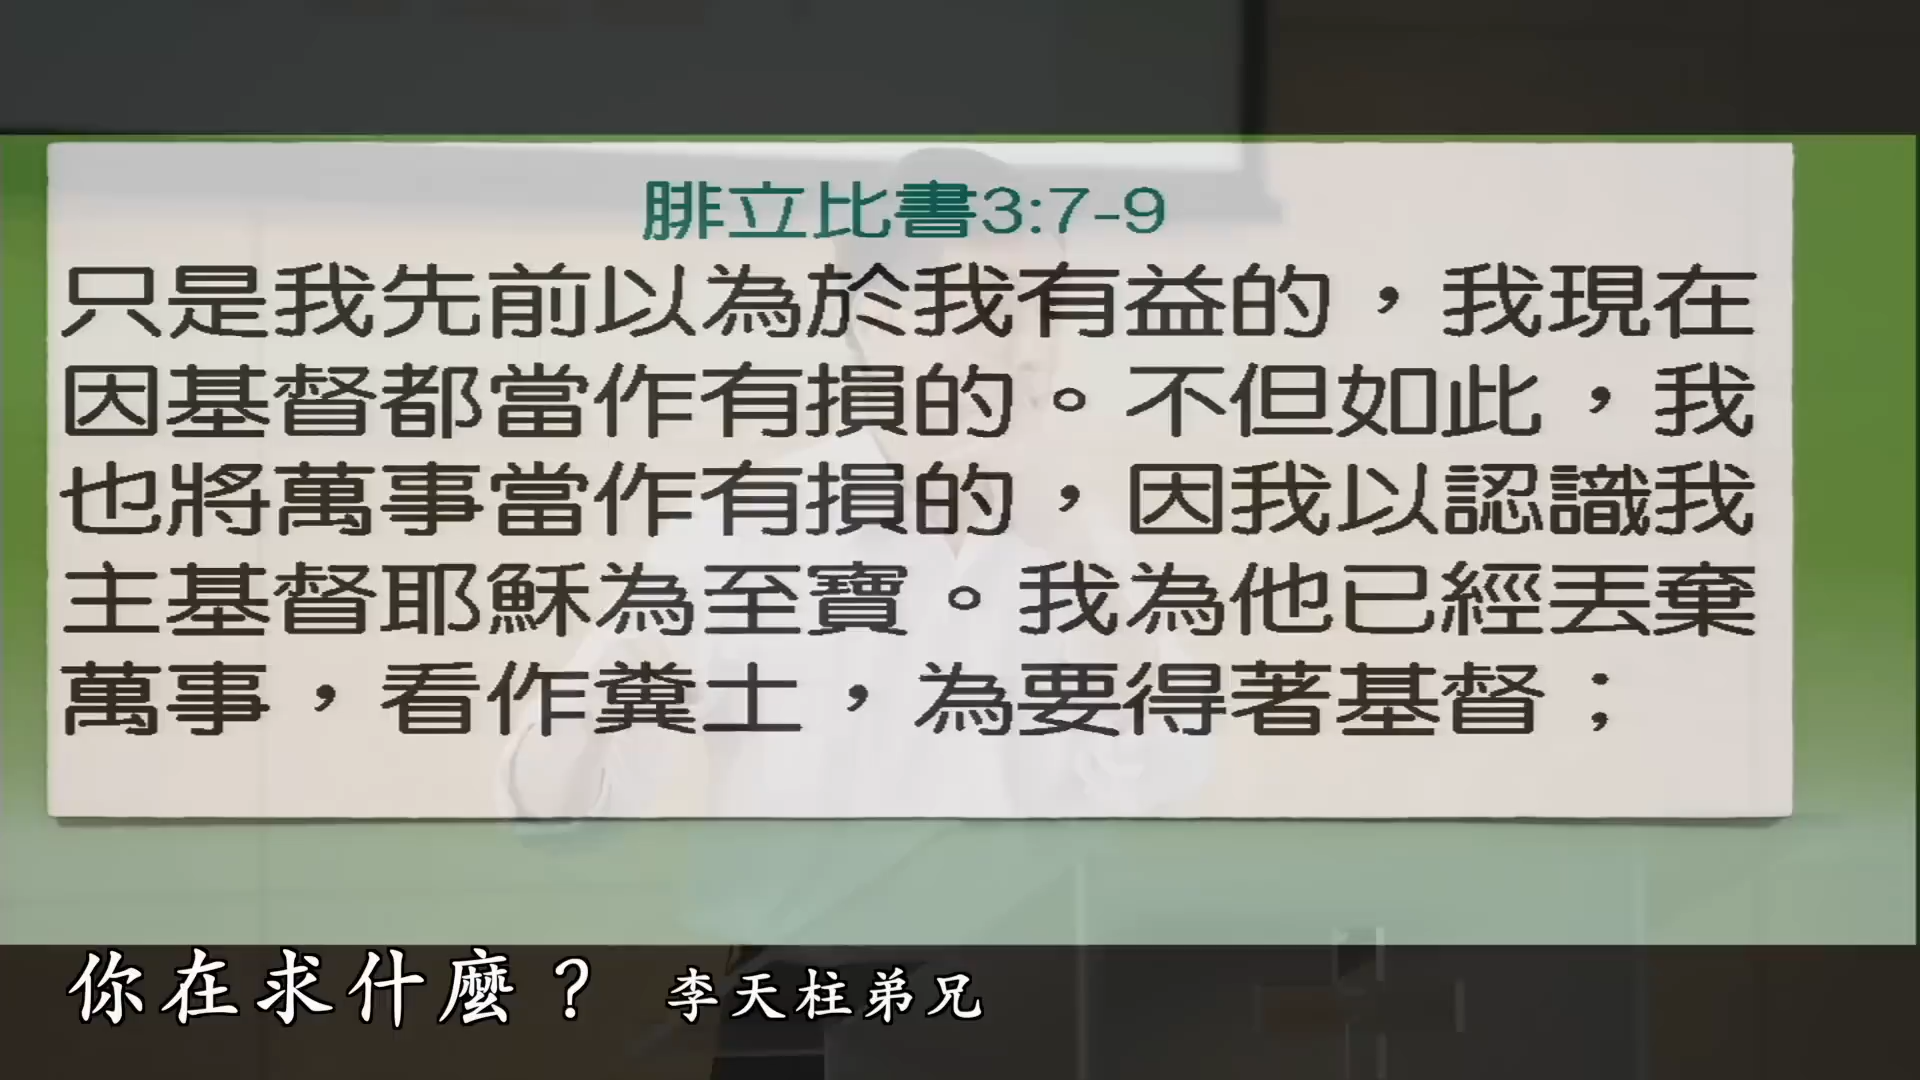 腓立比書3:7-9
只是我先前以為於我有益的，我現在
因基督都當作有損的。不但如此，我
也將萬事當作有損的，因我以認識我
主基督耶穌為至寶。我為他已經丟棄
萬事，看作糞土，為要得著基督；
你在求什麼？ 李天柱弟兄